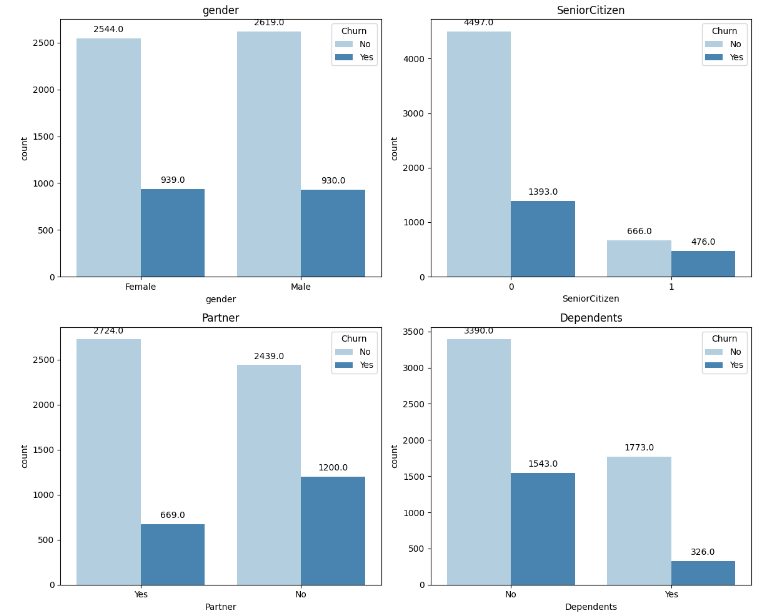 gender
2544.0
939.0
2619.0
930.0
Churn
No
Yes
2500
2000
1500
1000
500
0
count
Female
Male
gender
SeniorCitizen
4497.0
1393.0
666.0
476.0
Churn
No
Yes
4000
3000
2000
1000
0
count
0
1
SeniorCitizen
Partner
2724.0
669.0
2439.0
1200.0
Churn
No
Yes
2500
2000
1500
1000
500
0
count
Yes
No
Partner
Dependents
3390.0
1543.0
1773.0
326.0
Churn
No
Yes
3500
3000
2500
2000
1500
1000
500
0
count
No
Yes
Dependents